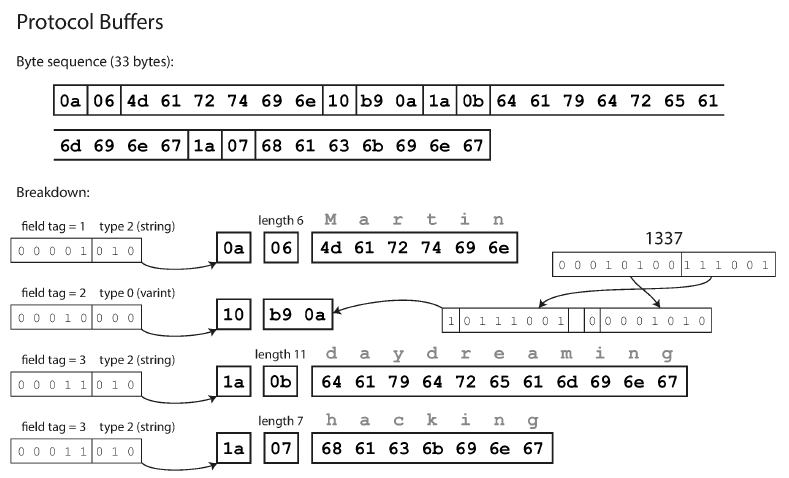 Protocol Buffers
Byte sequence (33 bytes):
0a 06 4d 61 72 74 69 6e 10 b9 0a 1a 0b 64 61 79 64 72 65 61
6d 69 6e 67 1a 07 68 61 63 6b 69 6e 67
Breakdown:
field tag = 1 type 2 (string) length 6 M a r t i n
0 0 0 0 1 0 1 0 0a 06 4d 61 72 74 69 6e
1337
0 0 0 1 0 1 0 0 1 1 1 0 0 1
field tag = 2 type 0 (varint)
0 0 0 1 0 0 0 0 10 b9 0a 1 0 1 1 1 0 0 1 0 0 0 0 1 0 1 0
field tag = 3 type 2 (string) length 11 d a y d r e a m i n g
0 0 0 1 1 0 1 0 1a 0b 64 61 79 64 72 65 61 6d 69 6e 67
field tag = 3 type 2 (string) length 7 h a c k i n g
0 0 0 1 1 0 1 0 1a 07 68 61 63 6b 69 6e 67